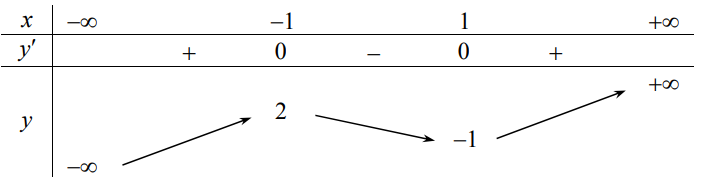 x −∞ −1 1 +∞
y′ + 0 − 0 +
+∞
2
y
−1
−∞